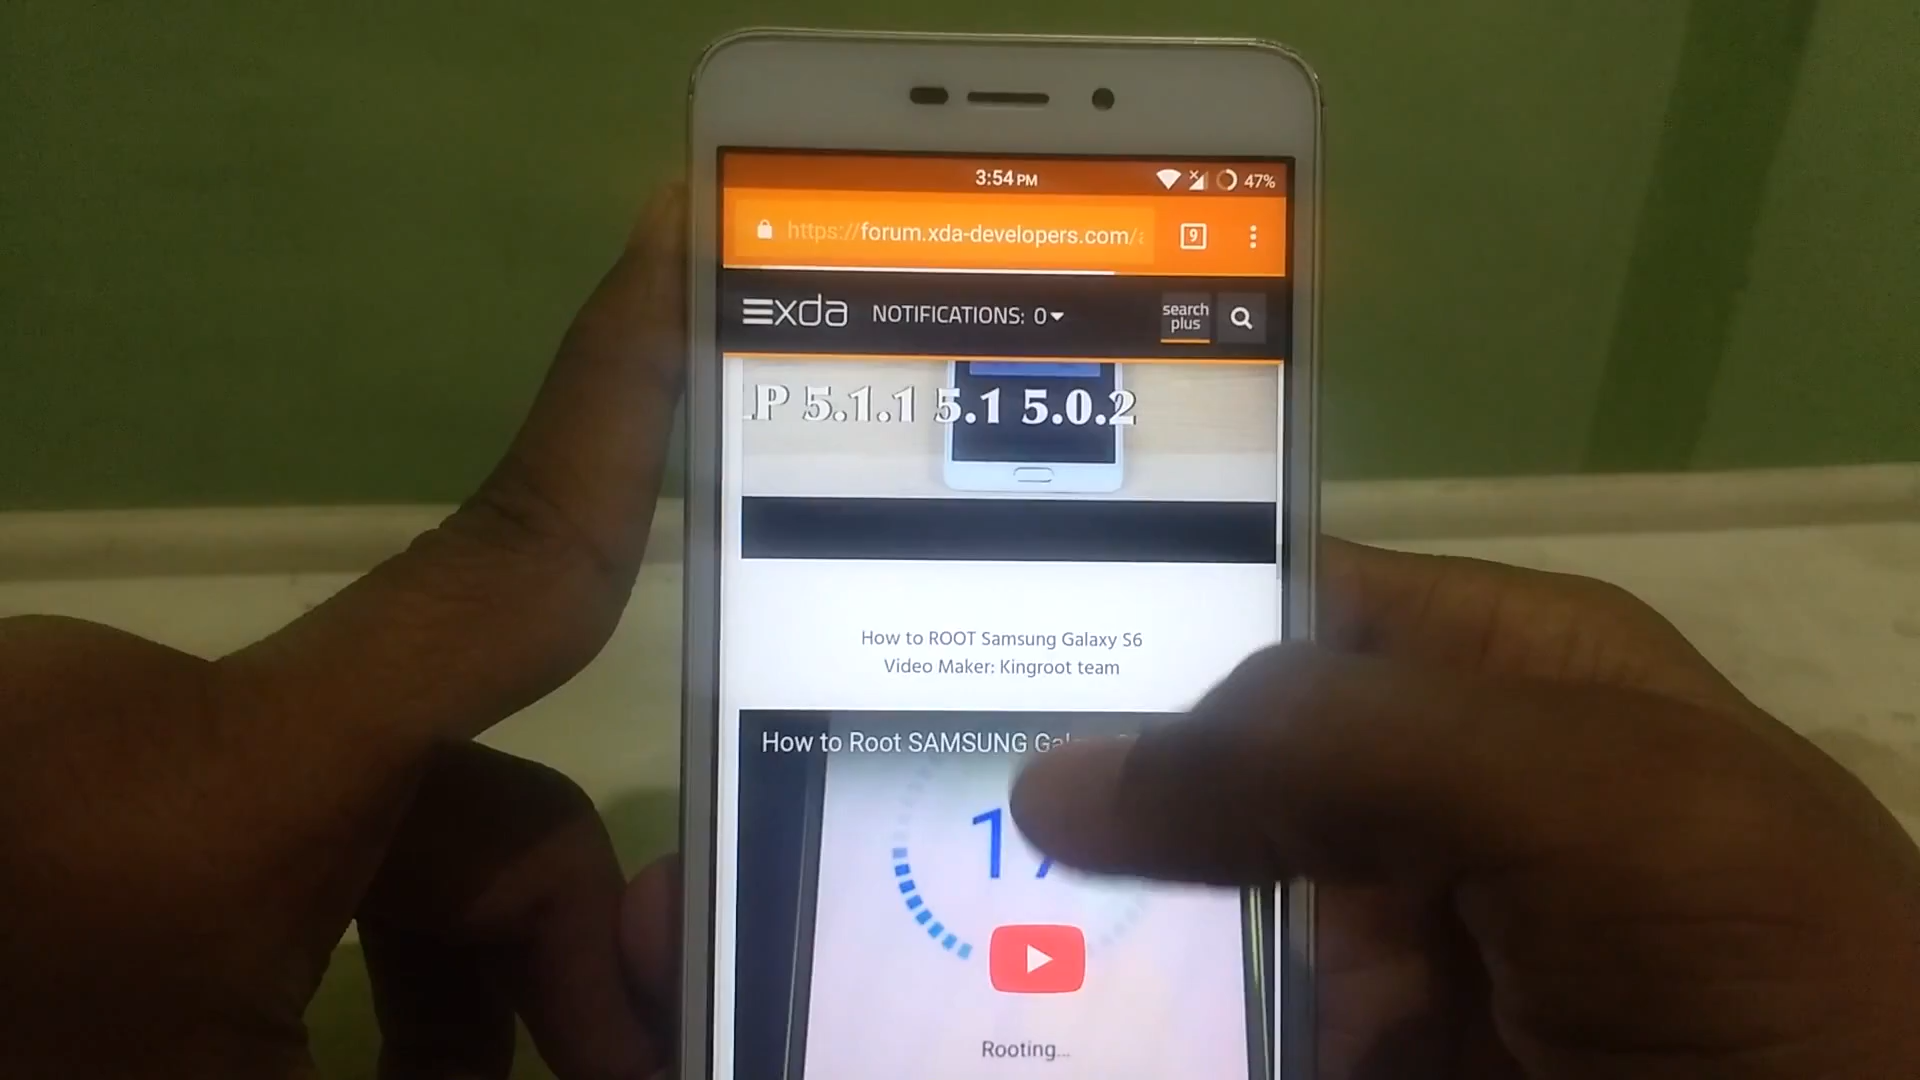 3:54 PM
47%
https://forum.xda-developers.com/a
9
xda NOTIFICATIONS: 0
search
plus
LP 5.1.1 5.1 5.0.2
How to ROOT Samsung Galaxy S6
Video Maker: Kingroot team
How to Root SAMSUNG
Rooting...